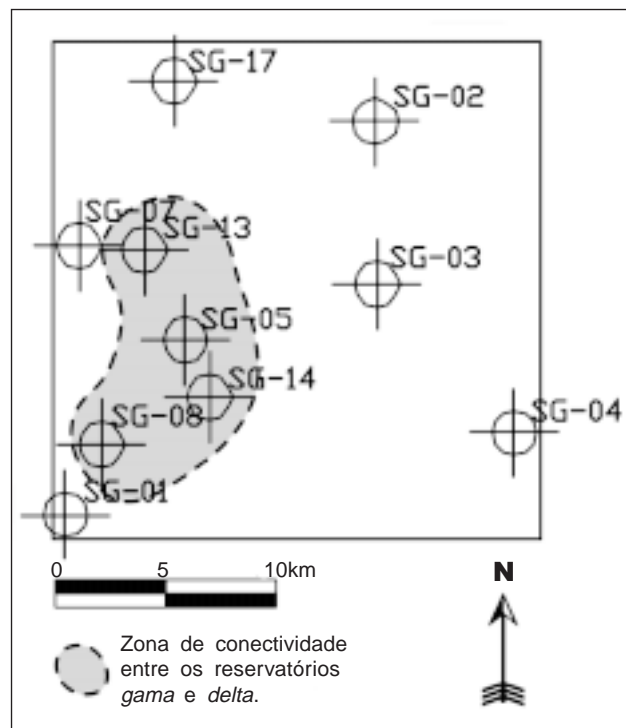 SG-17
SG-02
SG-07
SG-13
SG-03
SG-05
SG-14
SG-08
SG-04
SG-01
0 5 10km
N
Zona de conectividade
entre os reservatórios
gama e delta.